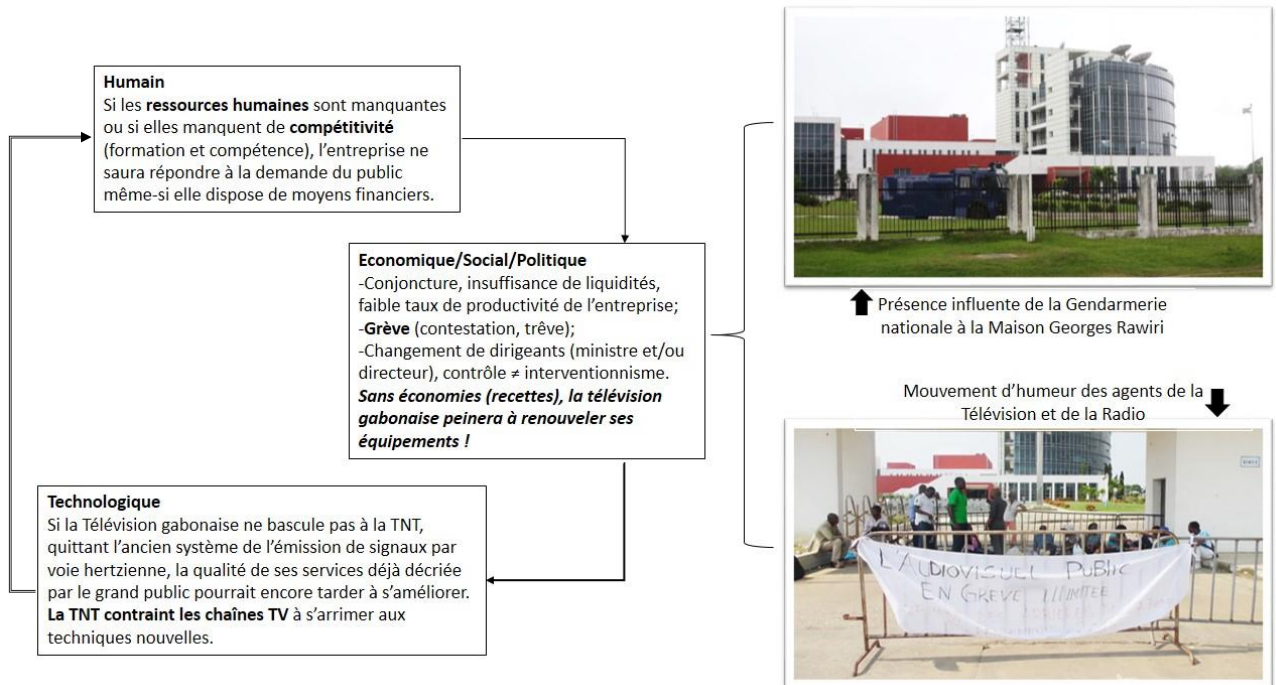 Humain
Si les ressources humaines sont manquantes
ou si elles manquent de compétitivité
(formation et compétence), l'entreprise ne
saura répondre à la demande du public
même-si elle dispose de moyens financiers.
Economique/Social/Politique
-Conjoncture, insuffisance de liquidités,
faible taux de productivité de l'entreprise;
-Grève (contestation, trêve);
-Changement de dirigeants (ministre et/ou
directeur), contrôle ≠ interventionnisme.
Sans économies (recettes), la télévision
gabonaise peinera à renouveler ses
équipements !
Technologique
Si la Télévision gabonaise ne bascule pas à la TNT,
quittant l'ancien système de l'émission de signaux par
voie hertzienne, la qualité de ses services déjà décriée
par le grand public pourrait encore tarder à s'améliorer.
La TNT contraint les chaînes TV à s'arrimer aux
techniques nouvelles.
Présence influente de la Gendarmerie
nationale à la Maison Georges Rawiri
Mouvement d'humeur des agents de la
Télévision et de la Radio
L'AUDIOVISUEL PUBLIC
EN GREVE ILLIMITEE